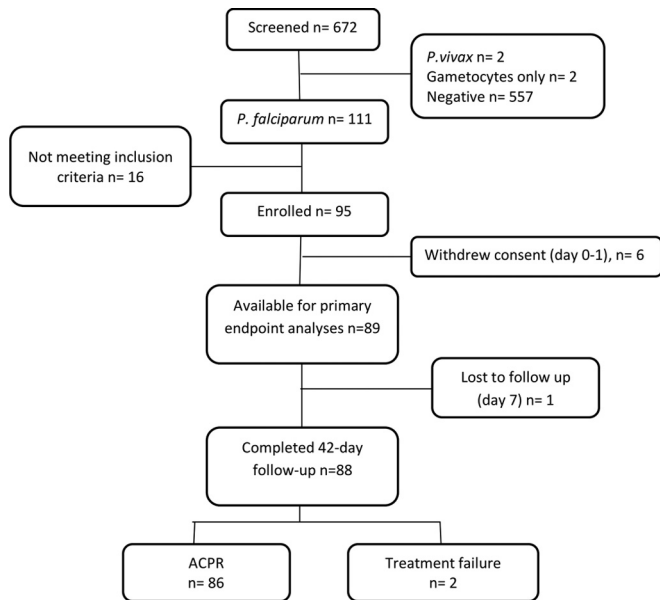 Screened n= 672
P.vivax n= 2
Gametocytes only n= 2
Negative n= 557
P. falciparum n= 111
Not meeting inclusion
criteria n= 16
Enrolled n= 95
Withdrew consent (day 0-1), n= 6
Available for primary
endpoint analyses n=89
Lost to follow up
(day 7) n= 1
Completed 42-day
follow-up n=88
ACPR
n= 86
Treatment failure
n= 2